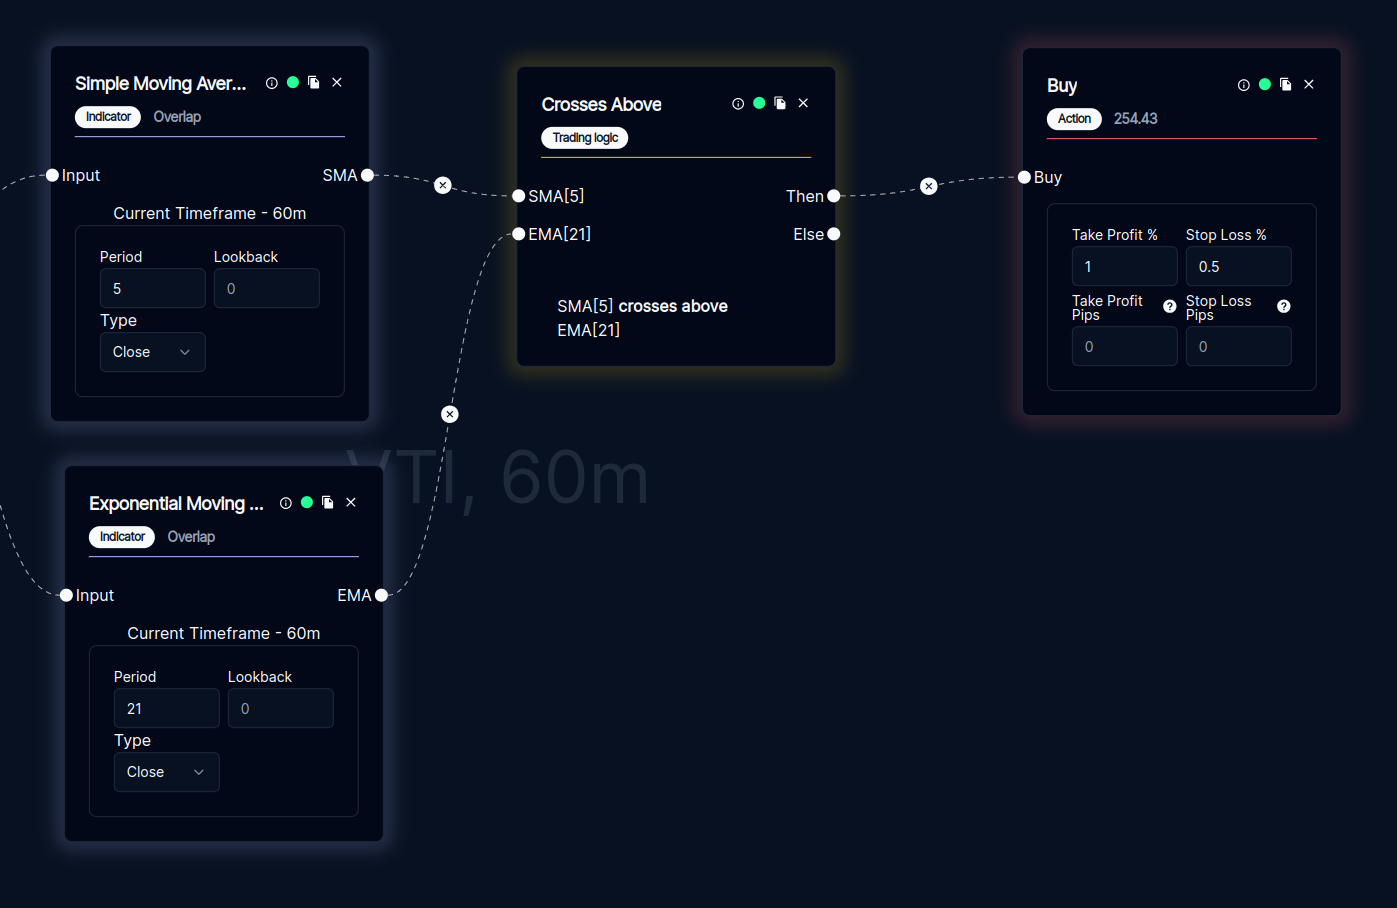 Simple Moving Aver...
Indicator Overlap
Input SMA
Current Timeframe - 60m
Period Lookback
5 0
Type
Close
Crosses Above
Trading logic
SMA[5] Then
EMA[21] Else
SMA[5] crosses above
EMA[21]
Buy
Action 254.43
Buy
Take Profit % Stop Loss %
1 0.5
Take Profit
Pips
?
Stop Loss
Pips
?
0 0
VTI, 60m
Exponential Moving ...
Indicator Overlap
Input EMA
Current Timeframe - 60m
Period Lookback
21 0
Type
Close